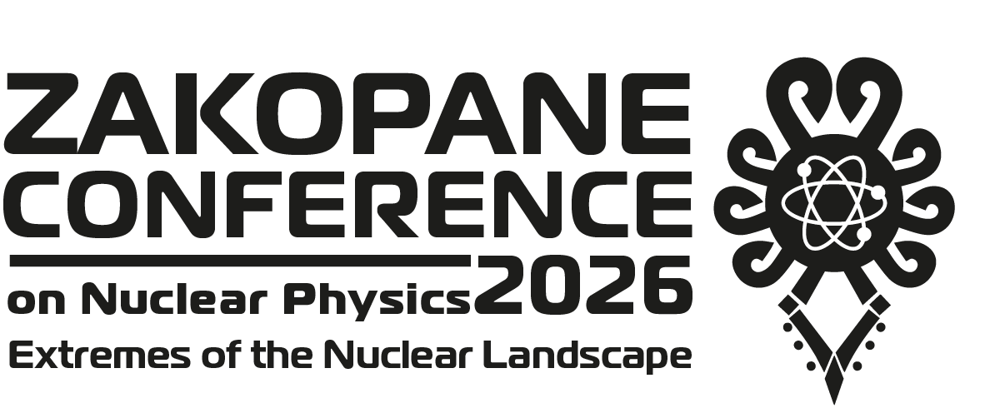 ZAKOPANE
CONFERENCE
on Nuclear Physics 2026
Extremes of the Nuclear Landscape